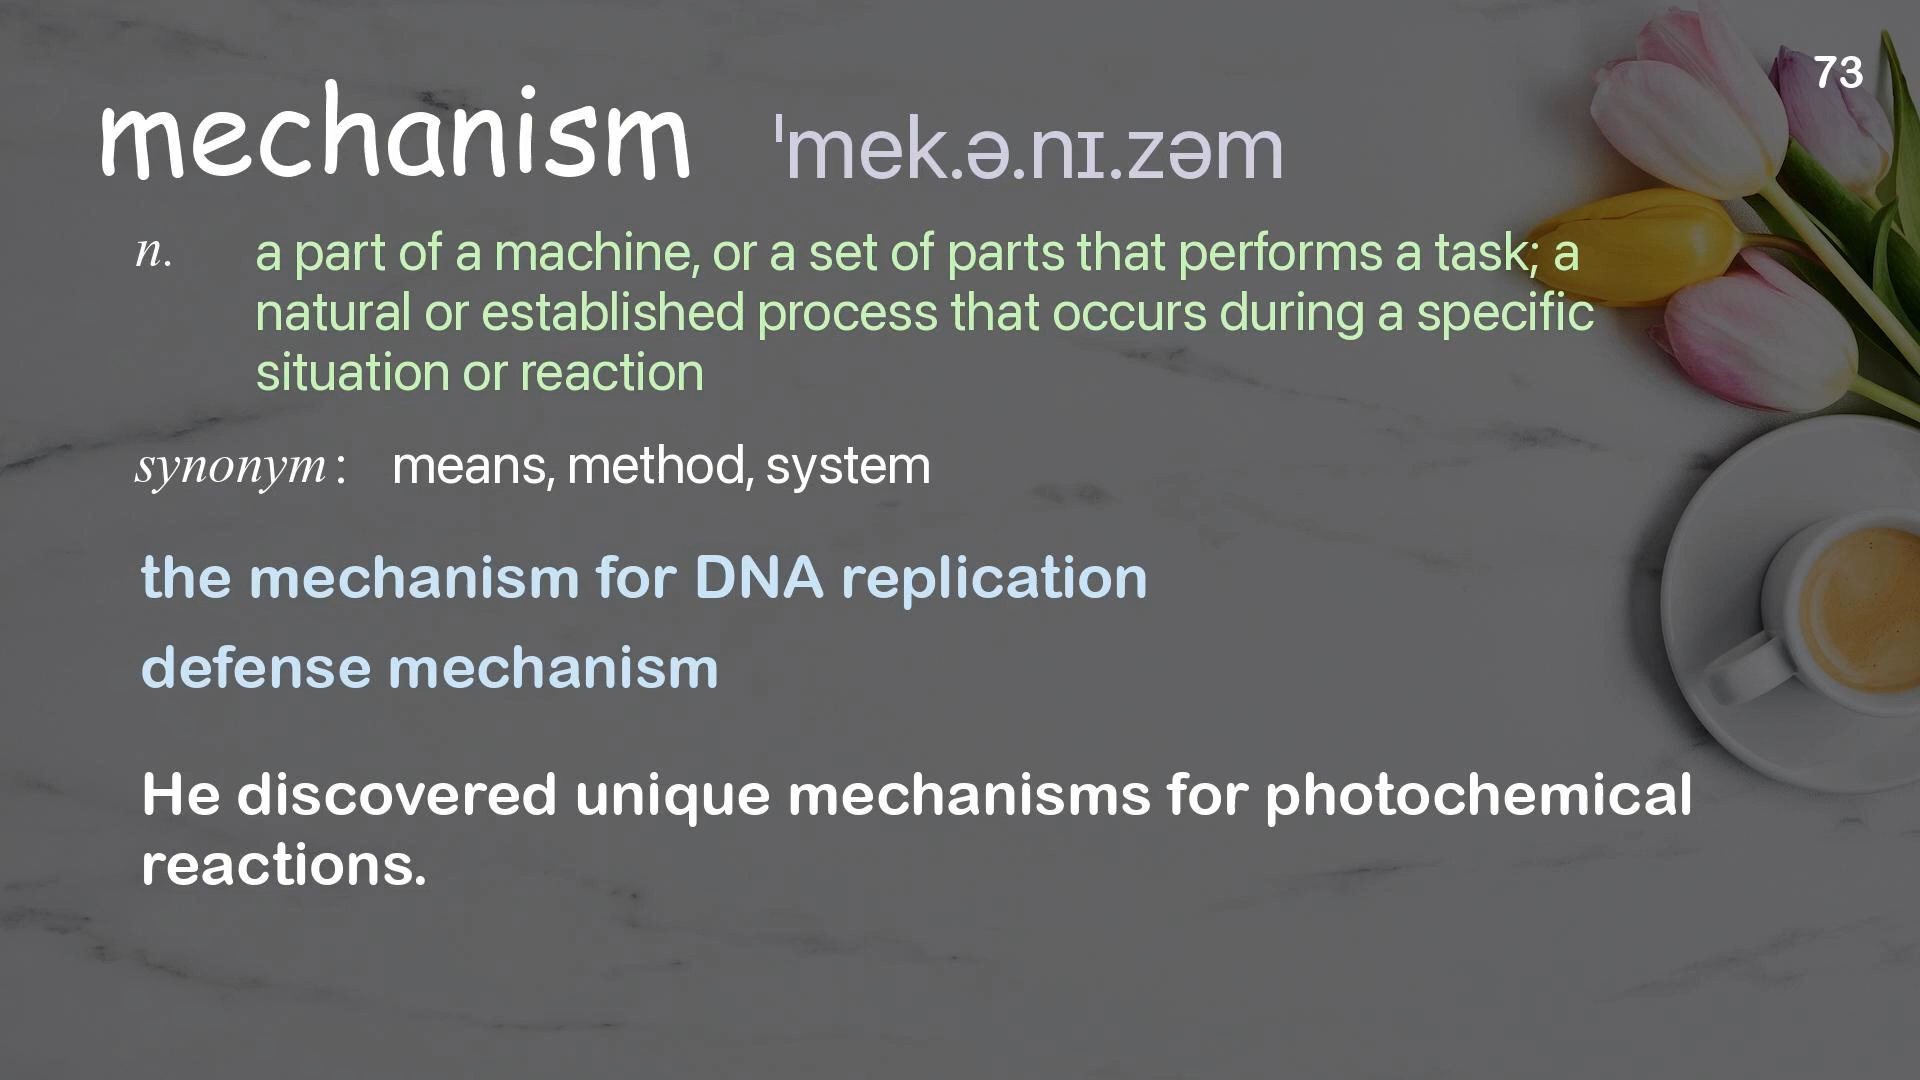 73
mechanism ˈmek.ə.nɪ.zəm
n. a part of a machine, or a set of parts that performs a task; a
natural or established process that occurs during a specific
situation or reaction
synonym: means, method, system
the mechanism for DNA replication
defense mechanism
He discovered unique mechanisms for photochemical
reactions.